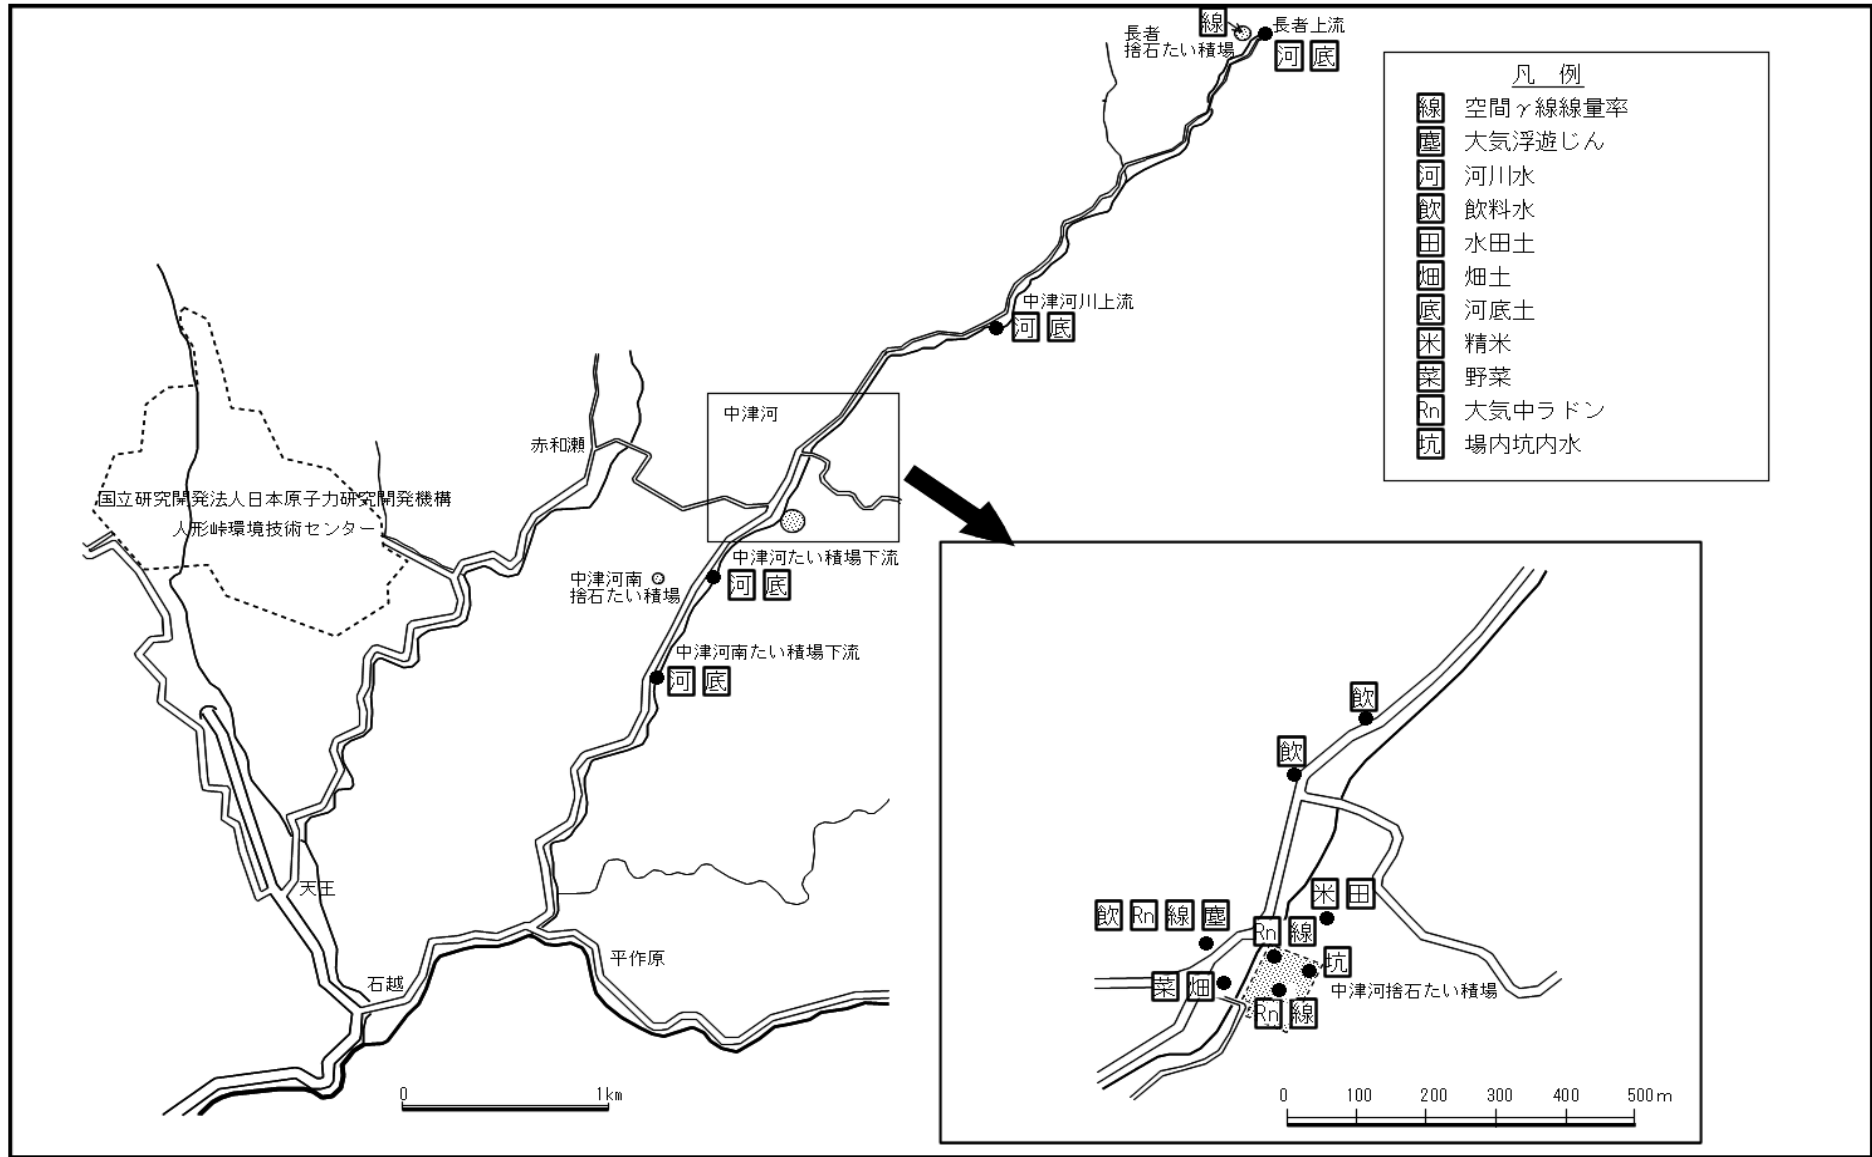 線
長者
捨石たい積場
長者上流
河 底
凡 例
線 空間γ線線量率
塵 大気浮遊じん
河 河川水
飲 飲料水
田 水田土
畑 畑土
底 河底土
米 精米
菜 野菜
Rn 大気中ラドン
坑 場内坑内水
中津河川上流
河 底
中津河
赤和瀬
国立研究開発法人日本原子力研究開発機構
人形峠環境技術センター
中津河たい積場下流
河 底
中津河南
捨石たい積場
中津河南たい積場下流
河 底
天王
石越
平作原
0 1km
飲
飲
米 田
飲 Rn 線 塵
Rn 線
坑
菜 畑
中津河捨石たい積場
Rn 線
0 100 200 300 400 500m